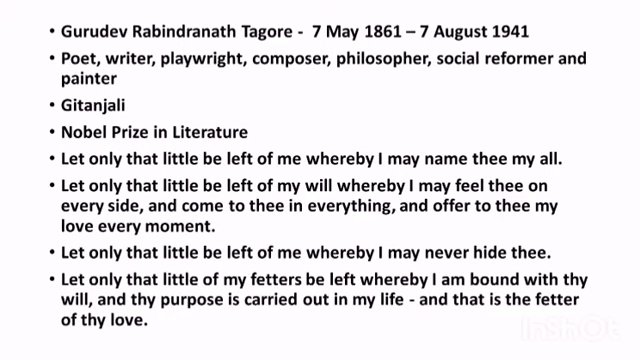 • Gurudev Rabindranath Tagore - 7 May 1861 – 7 August 1941
• Poet, writer, playwright, composer, philosopher, social reformer and
painter
• Gitanjali
• Nobel Prize in Literature
• Let only that little be left of me whereby I may name thee my all.
• Let only that little be left of my will whereby I may feel thee on
every side, and come to thee in everything, and offer to thee my
love every moment.
• Let only that little be left of me whereby I may never hide thee.
• Let only that little of my fetters be left whereby I am bound with thy
will, and thy purpose is carried out in my life - and that is the fetter
of thy love.
InShOt